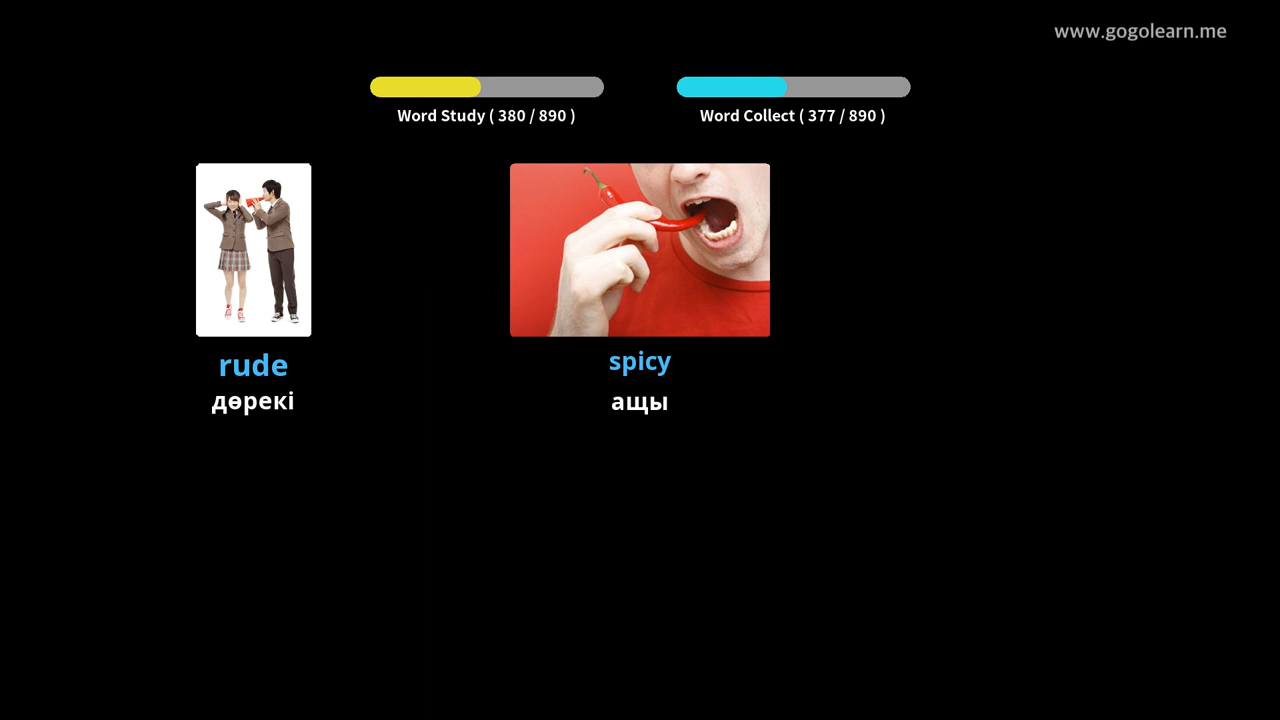 www.gogolearn.me
Word Study ( 380 / 890 )
Word Collect ( 377 / 890 )
rude
дөрекі
spicy
ащы